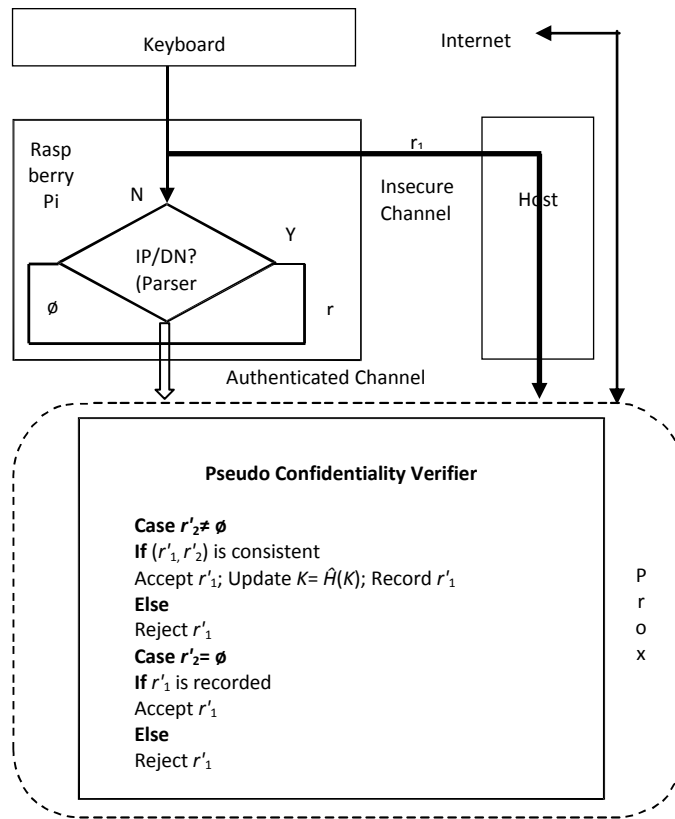 Keyboard
Internet
Rasp
berry
Pi
N
r₁
Insecure
Channel
Host
Y
IP/DN?
(Parser
ø
r
Authenticated Channel
Pseudo Confidentiality Verifier
Case r'₂≠ ø
If (r'₁, r'₂) is consistent
Accept r'₁; Update K= Ĥ(K); Record r'₁
Else
Reject r'₁
Case r'₂= ø
If r'₁ is recorded
Accept r'₁
Else
Reject r'₁
P
r
o
x